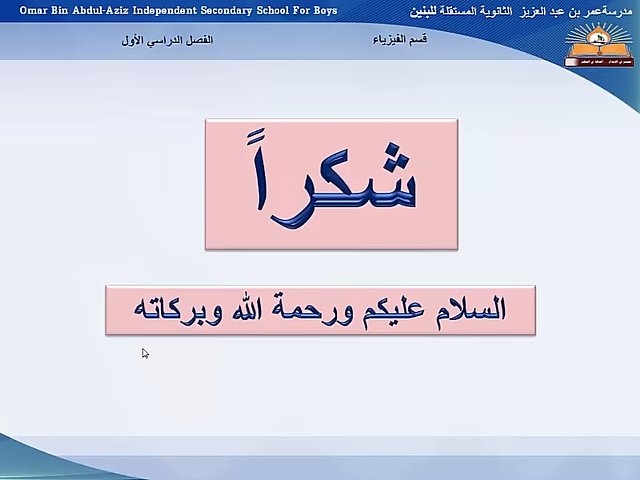 Omar Bin Abdul-Aziz Independent Secondary School For Boys
مدرسةعمر بن عبد العزيز الثانوية المستقلة للبنين
قسم الفيزياء
الفصل الدراسي الأول
شكراً
السلام عليكم ورحمة الله وبركاته